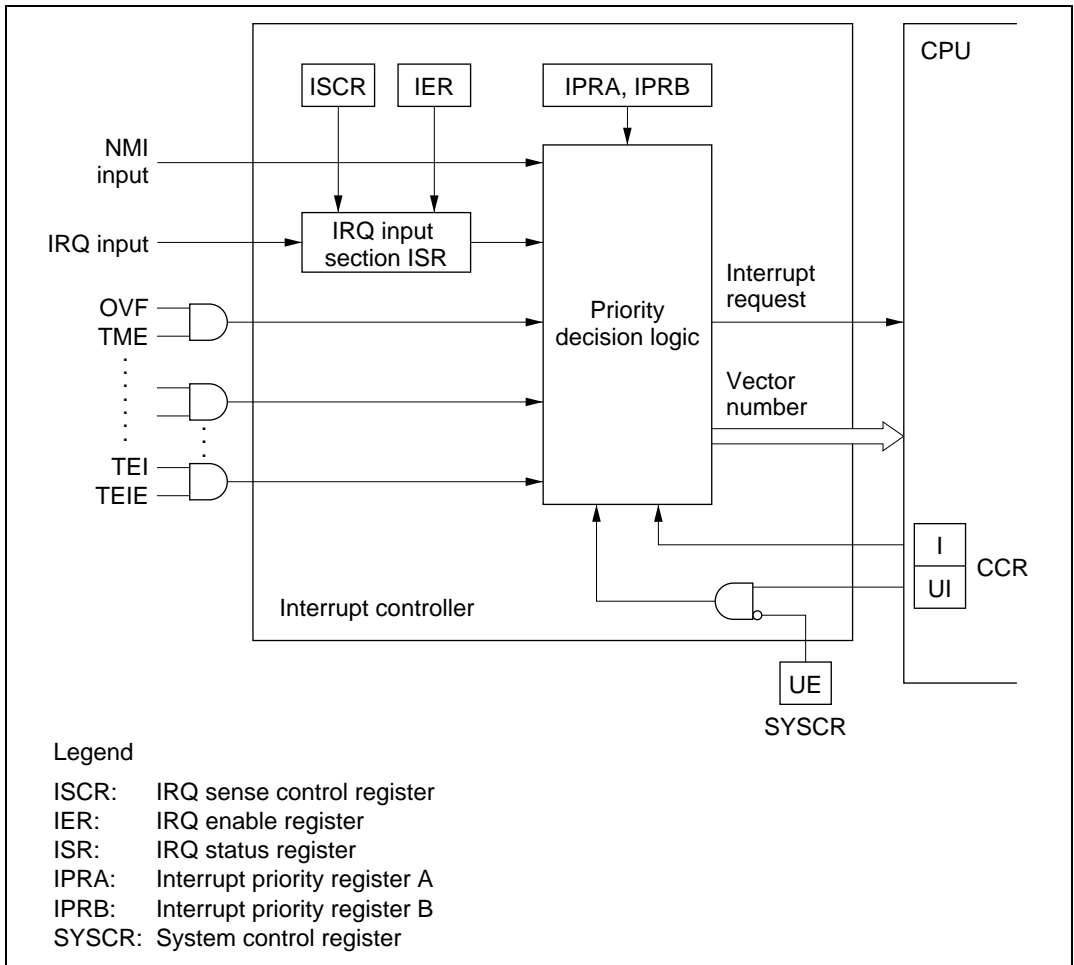 CPU
ISCR
IER
IPRA, IPRB
NMI
input
IRQ input
IRQ input
section ISR
OVF
TME
Priority
decision logic
Interrupt
request
Vector
number
TEI
TEIE
I
UI
CCR
Interrupt controller
UE
SYSCR
Legend
ISCR: IRQ sense control register
IER: IRQ enable register
ISR: IRQ status register
IPRA: Interrupt priority register A
IPRB: Interrupt priority register B
SYSCR: System control register